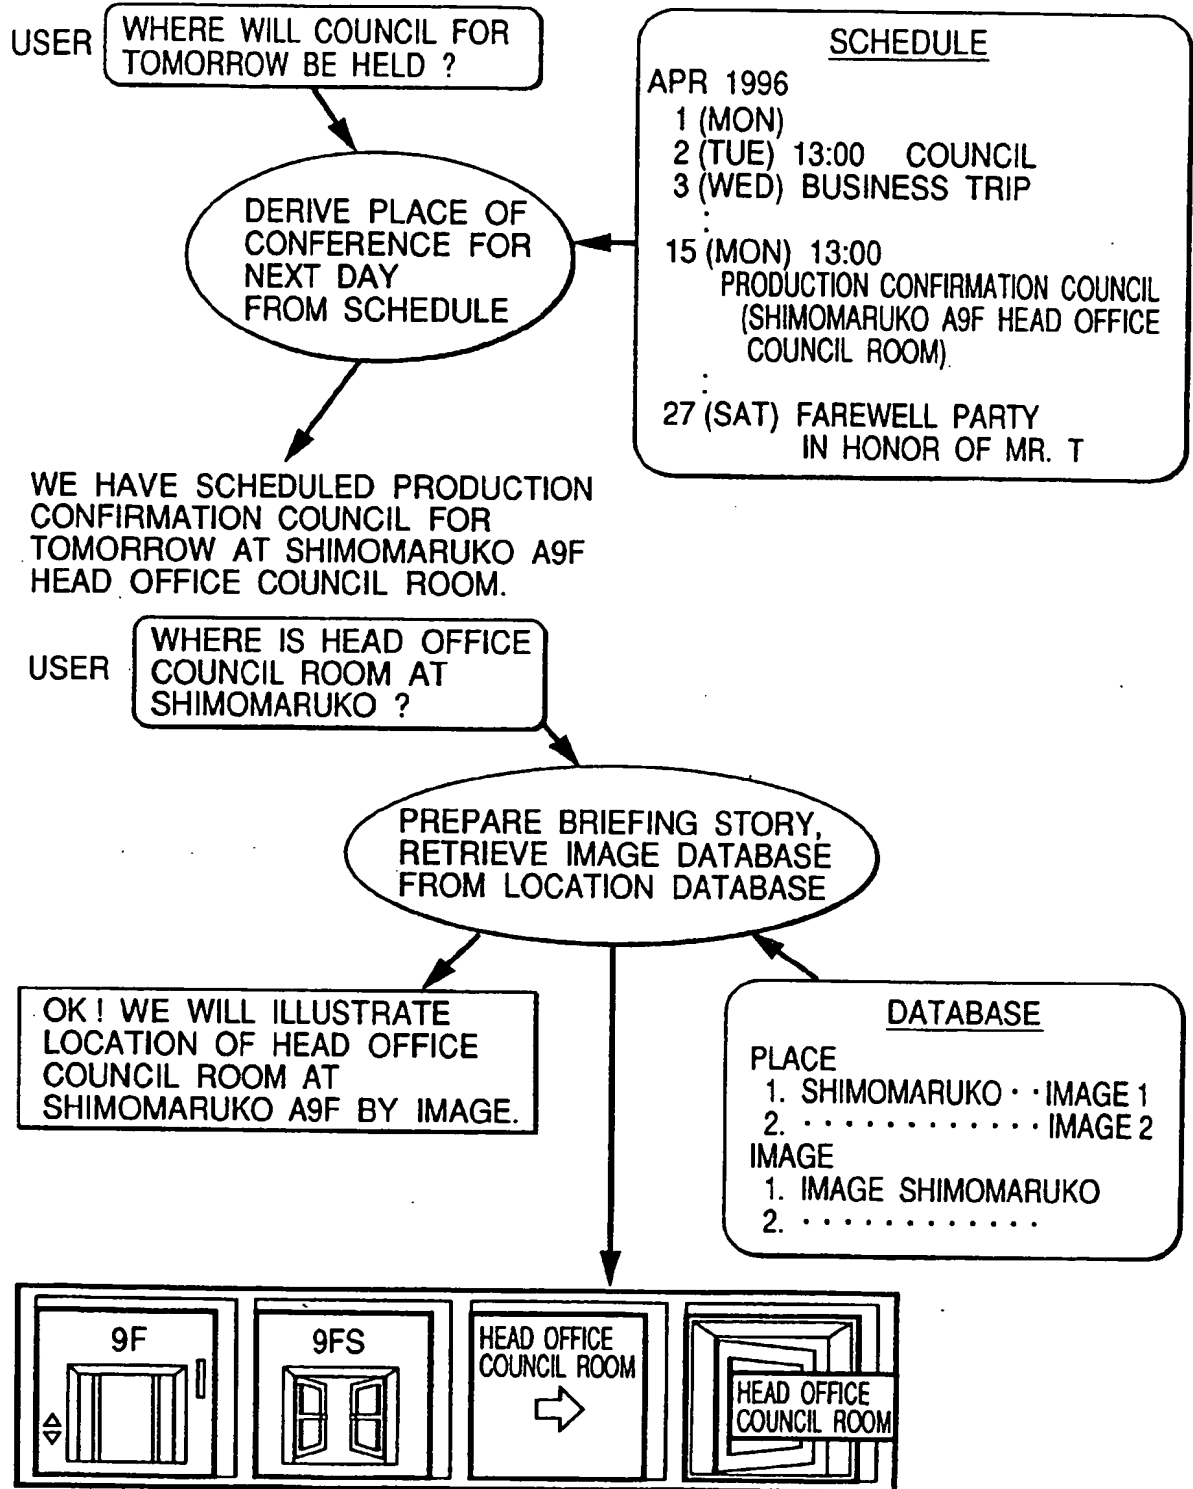 USER
WHERE WILL COUNCIL FOR
TOMORROW BE HELD ?
SCHEDULE
APR 1996
1 (MON)
2 (TUE) 13:00 COUNCIL
3 (WED) BUSINESS TRIP
:
15 (MON) 13:00
PRODUCTION CONFIRMATION COUNCIL
(SHIMOMARUKO A9F HEAD OFFICE
COUNCIL ROOM)
:
27 (SAT) FAREWELL PARTY
IN HONOR OF MR. T
DERIVE PLACE OF
CONFERENCE FOR
NEXT DAY
FROM SCHEDULE
WE HAVE SCHEDULED PRODUCTION
CONFIRMATION COUNCIL FOR
TOMORROW AT SHIMOMARUKO A9F
HEAD OFFICE COUNCIL ROOM.
USER
WHERE IS HEAD OFFICE
COUNCIL ROOM AT
SHIMOMARUKO ?
PREPARE BRIEFING STORY,
RETRIEVE IMAGE DATABASE
FROM LOCATION DATABASE
OK! WE WILL ILLUSTRATE
LOCATION OF HEAD OFFICE
COUNCIL ROOM AT
SHIMOMARUKO A9F BY IMAGE.
DATABASE
PLACE
1. SHIMOMARUKO · · IMAGE 1
2. · · · · · · · · · · · · IMAGE 2
IMAGE
1. IMAGE SHIMOMARUKO
2. · · · · · · · · · · · ·
9F
9FS
HEAD OFFICE
COUNCIL ROOM
HEAD OFFICE
COUNCIL ROOM